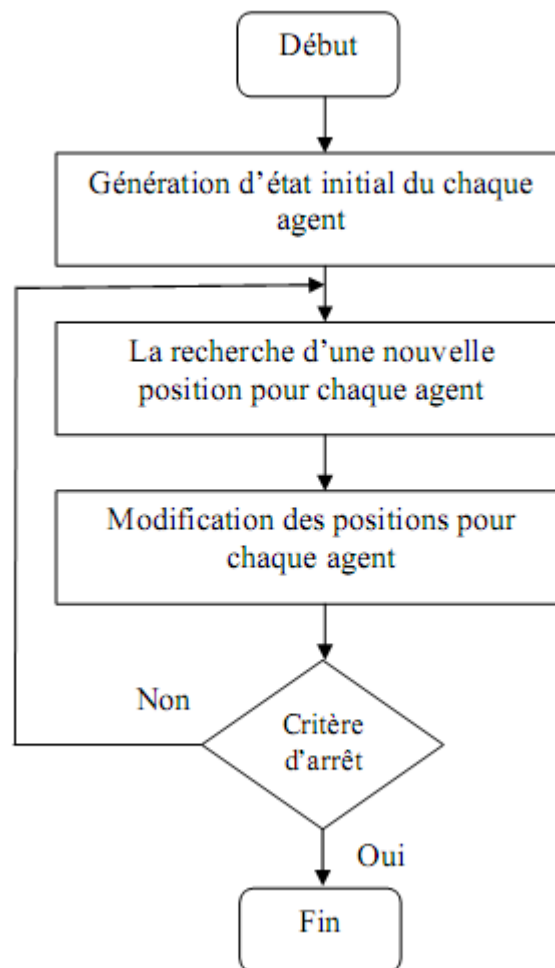 Début
Génération d'état initial du chaque
agent
La recherche d'une nouvelle
position pour chaque agent
Modification des positions pour
chaque agent
Non
Critère
d'arrêt
Oui
Fin